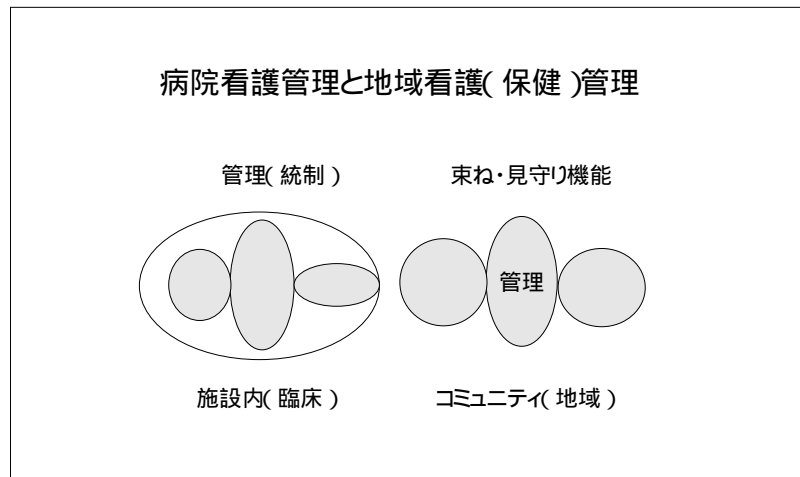 病院看護管理と地域看護( 保健 )管理
管理( 統制 )
束ね・見守り機能
管理
施設内( 臨床 )
コミュニティ( 地域 )